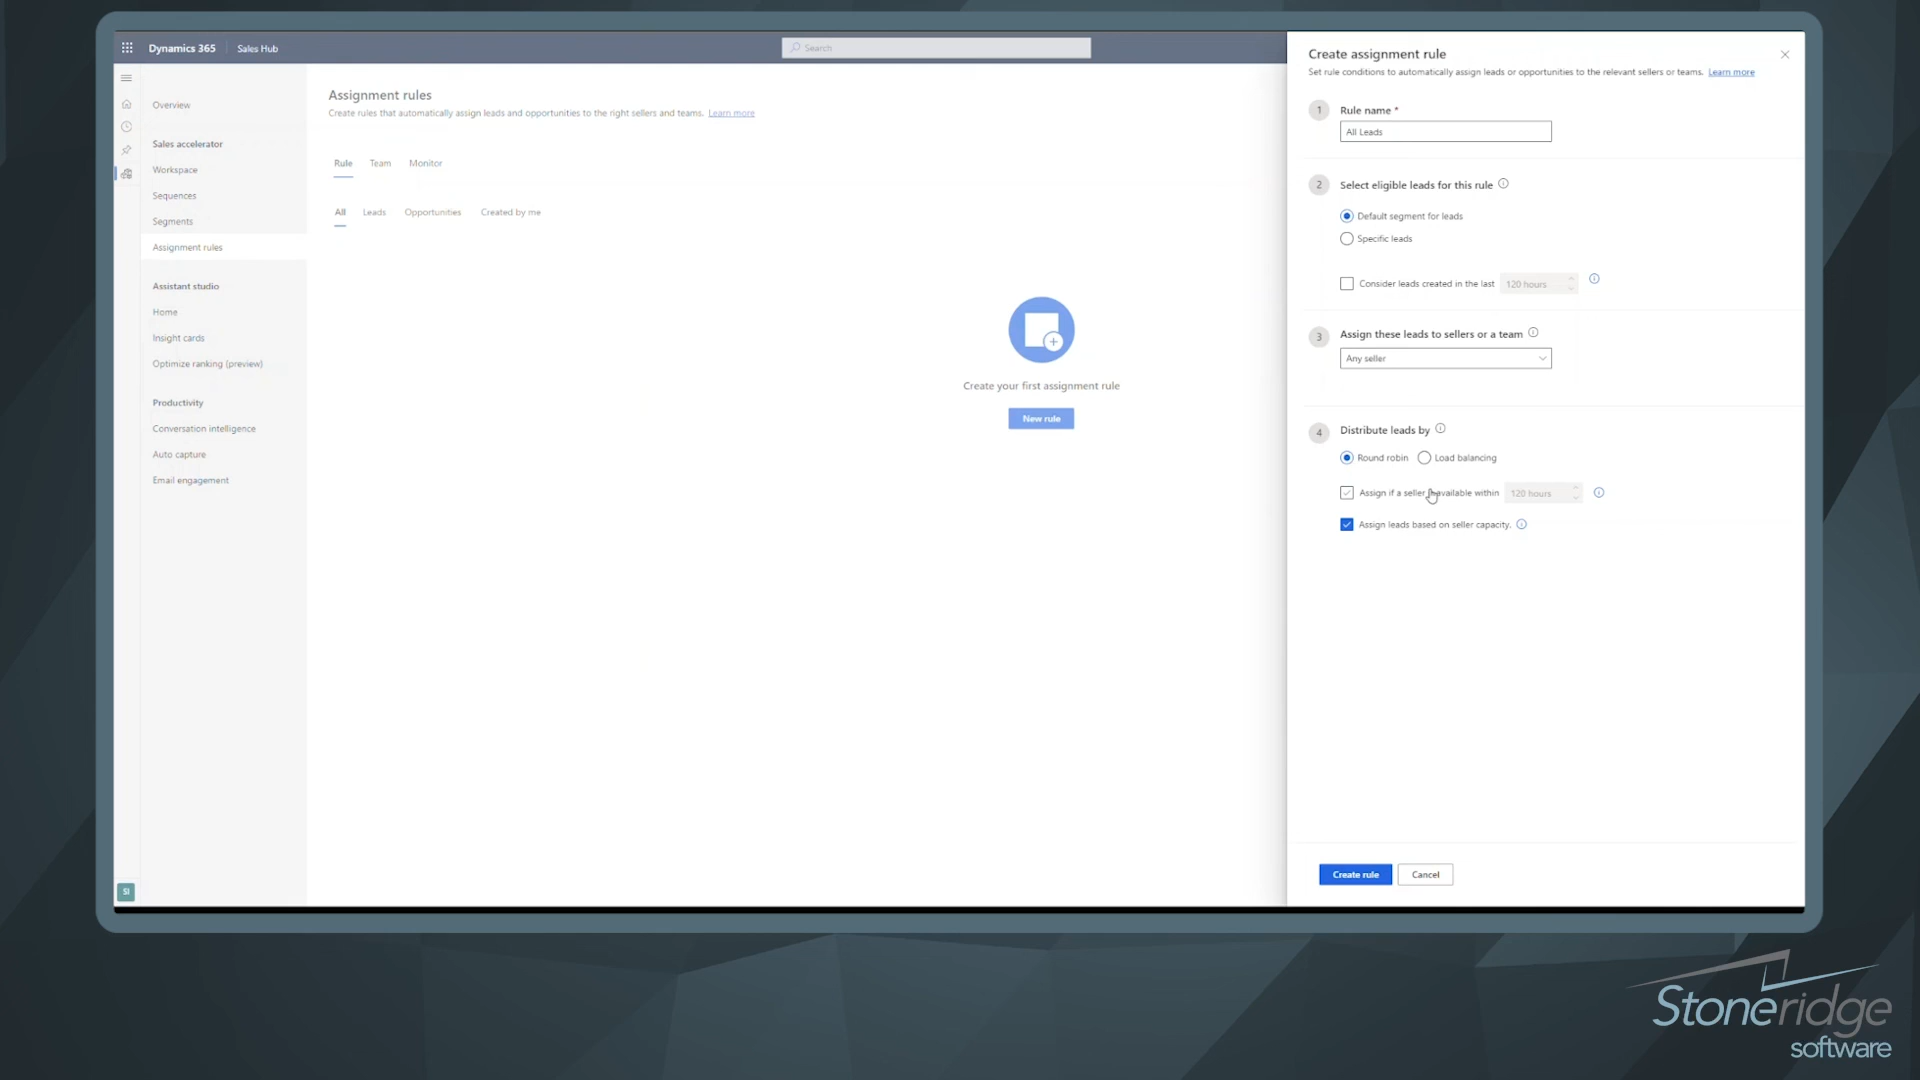 Dynamics 365
Sales Hub
Search
Overview
Sales accelerator
Workspace
Sequences
Segments
Assignment rules
Assistant studio
Home
Insight cards
Optimize ranking (preview)
Productivity
Conversation intelligence
Auto capture
Email engagement
SI
Assignment rules
Create rules that automatically assign leads and opportunities to the right sellers and teams. Learn more
Rule Team Monitor
All Leads Opportunities Created by me
Create your first assignment rule
New rule
Create assignment rule
Set rule conditions to automatically assign leads or opportunities to the relevant sellers or teams. Learn more
1 Rule name *
All Leads
2 Select eligible leads for this rule
Default segment for leads
Specific leads
Consider leads created in the last 120 hours
3 Assign these leads to sellers or a team
Any seller
4 Distribute leads by
Round robin Load balancing
Assign if a seller available within 120 hours
Assign leads based on seller capacity.
Create rule Cancel
Stoneridge
software